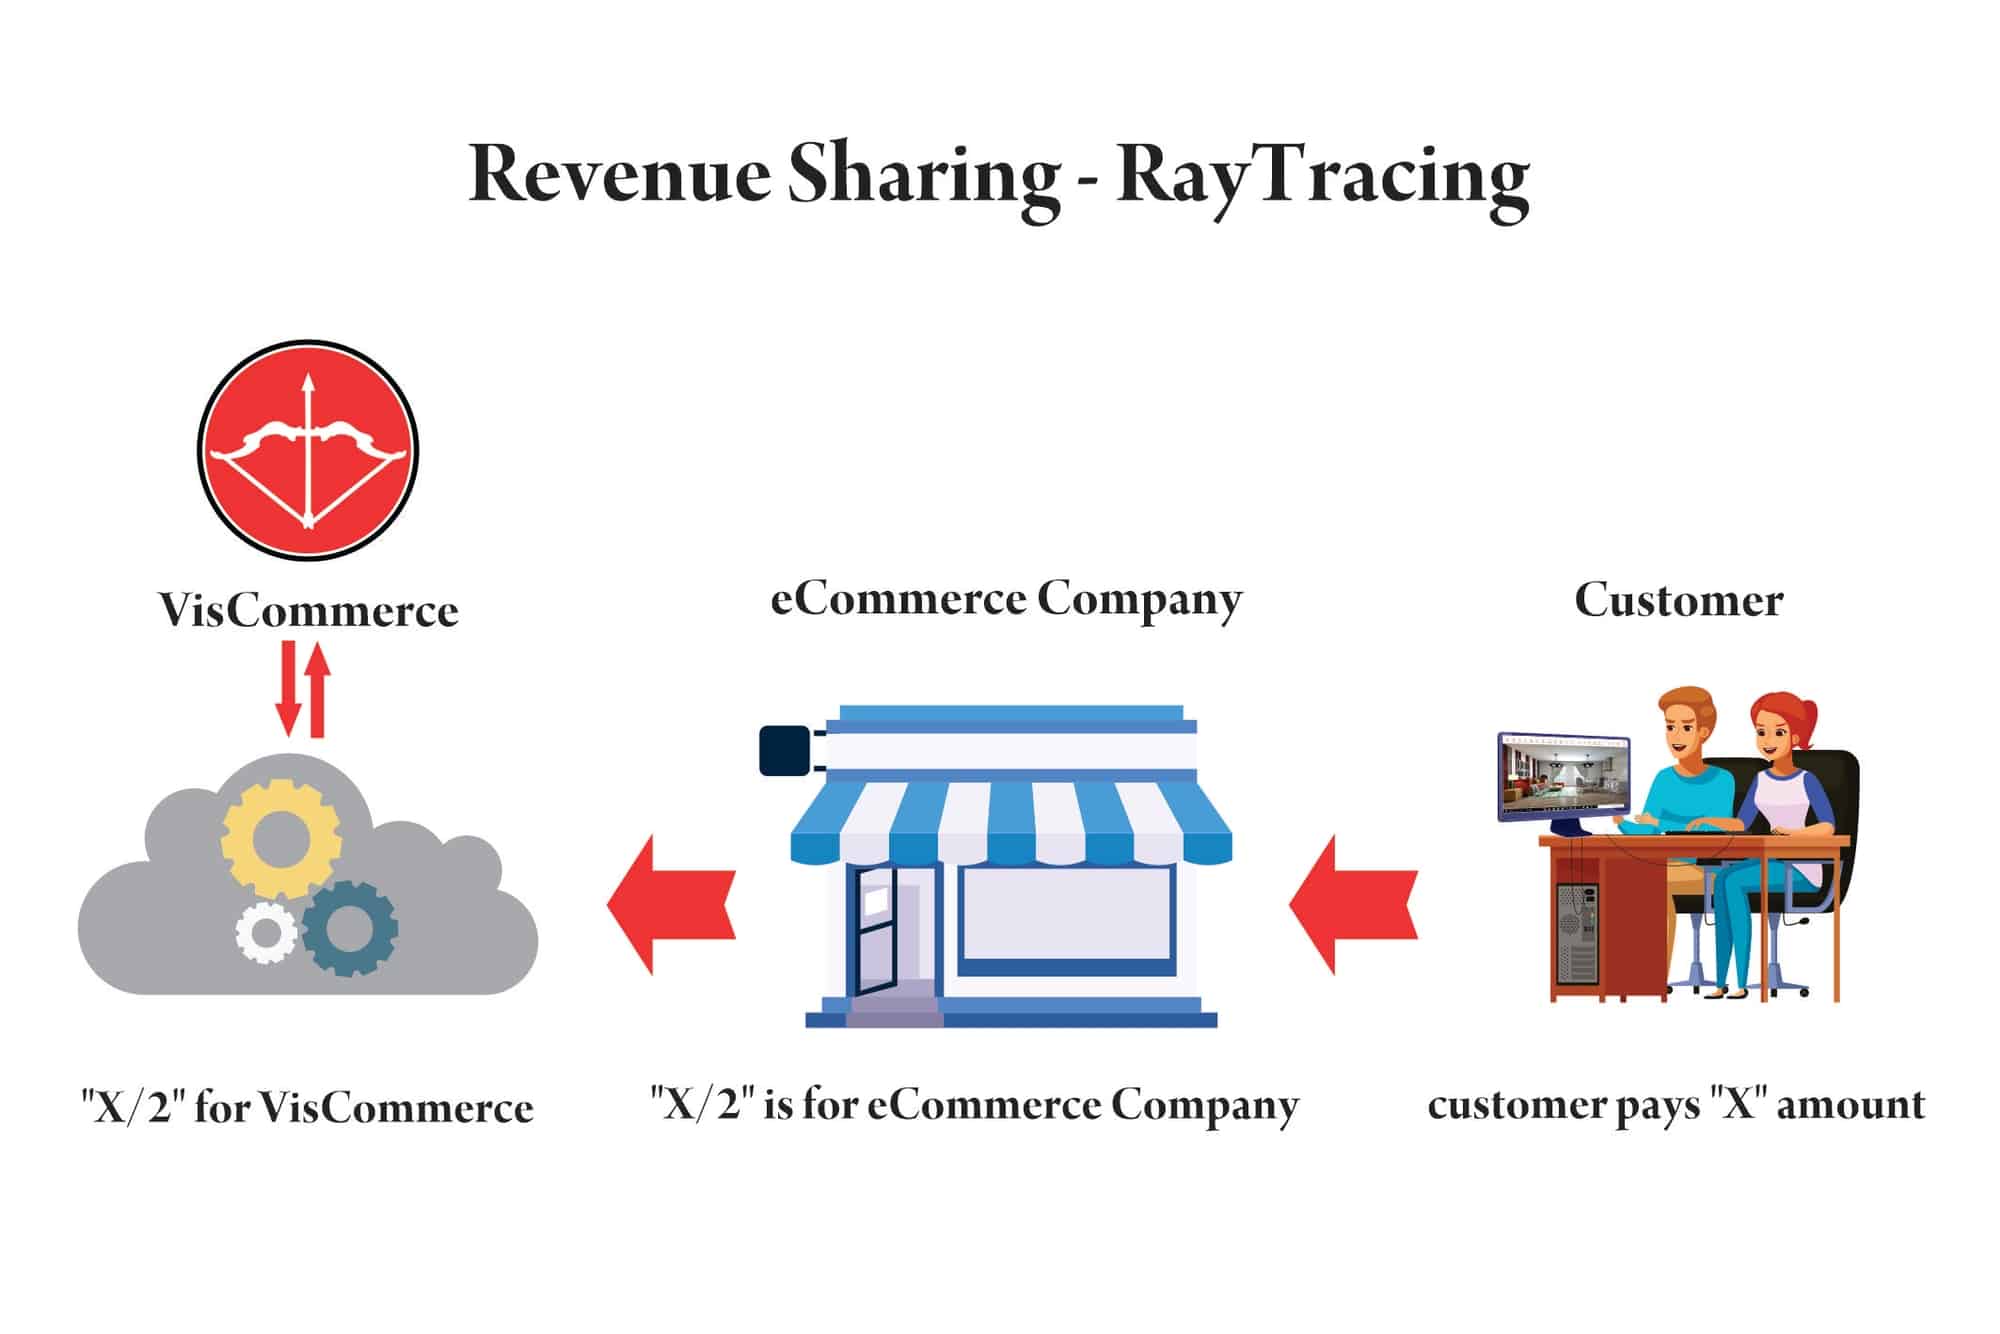 Revenue Sharing - RayTracing
VisCommerce
eCommerce Company
Customer
"X/2" for VisCommerce
"X/2" is for eCommerce Company
customer pays "X" amount